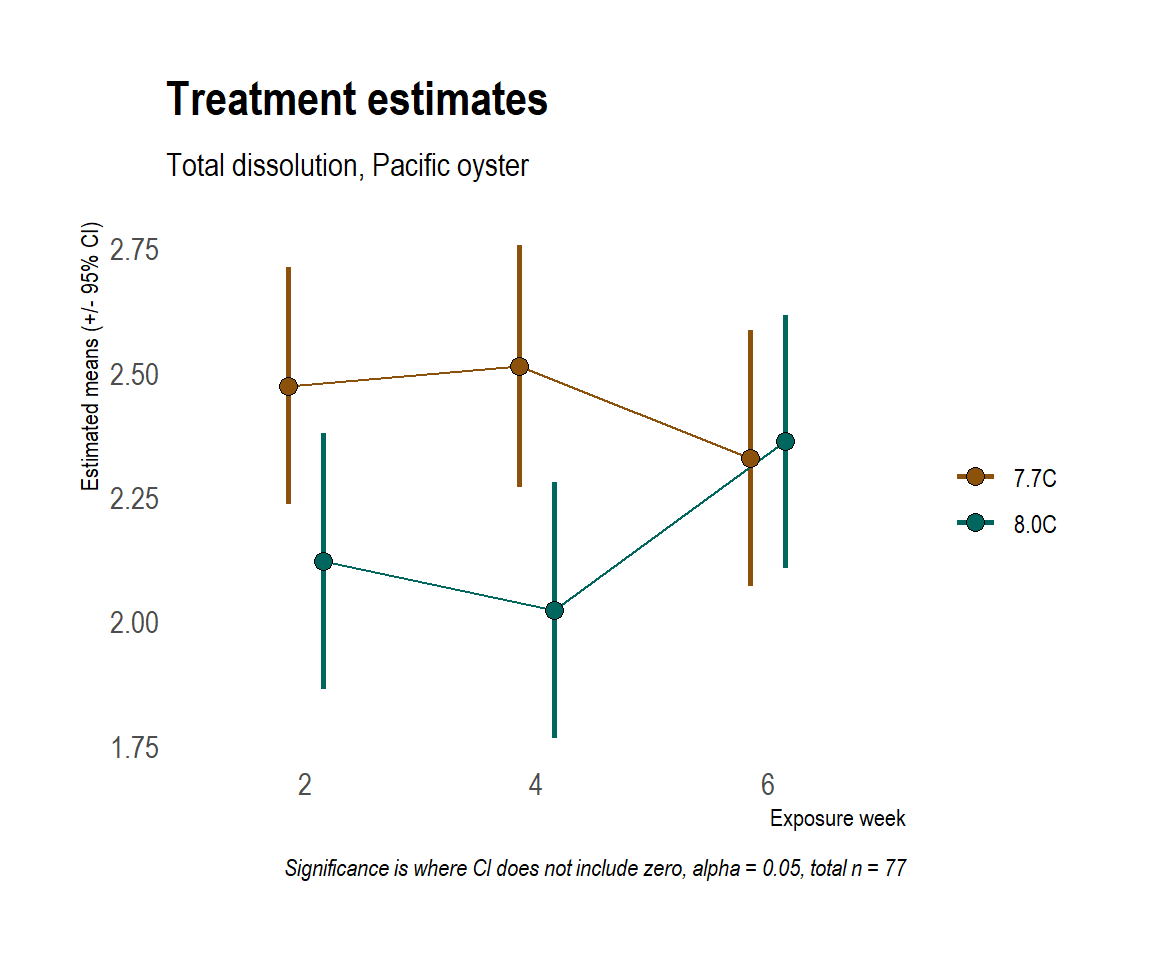 Treatment estimates
Total dissolution, Pacific oyster
Estimated means (+/- 95% CI)
2.75
2.50
2.25
2.00
1.75
2 4 6
Exposure week
7.7C
8.0C
Significance is where CI does not include zero, alpha = 0.05, total n = 77